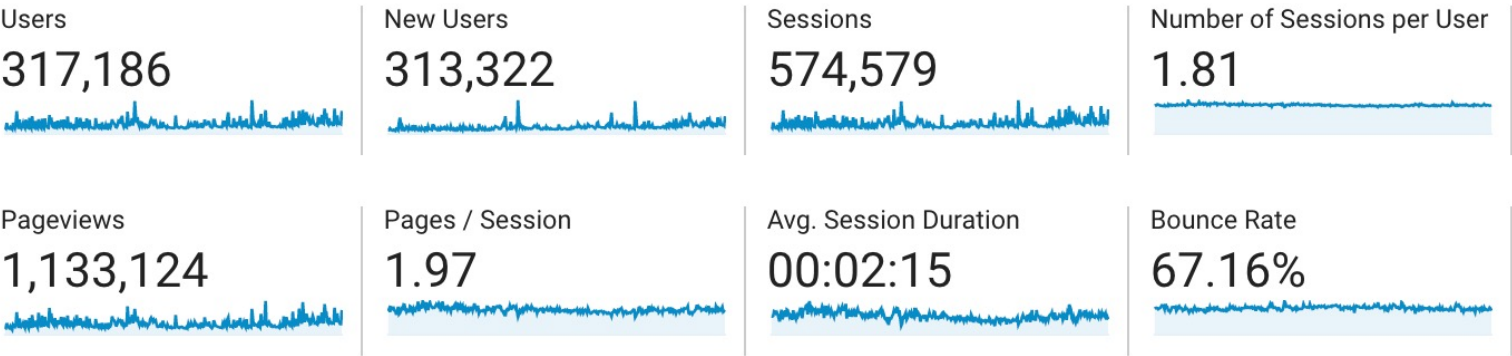 Users
317,186
New Users
313,322
Sessions
574,579
Number of Sessions per User
1.81
Pageviews
1,133,124
Pages / Session
1.97
Avg. Session Duration
00:02:15
Bounce Rate
67.16%